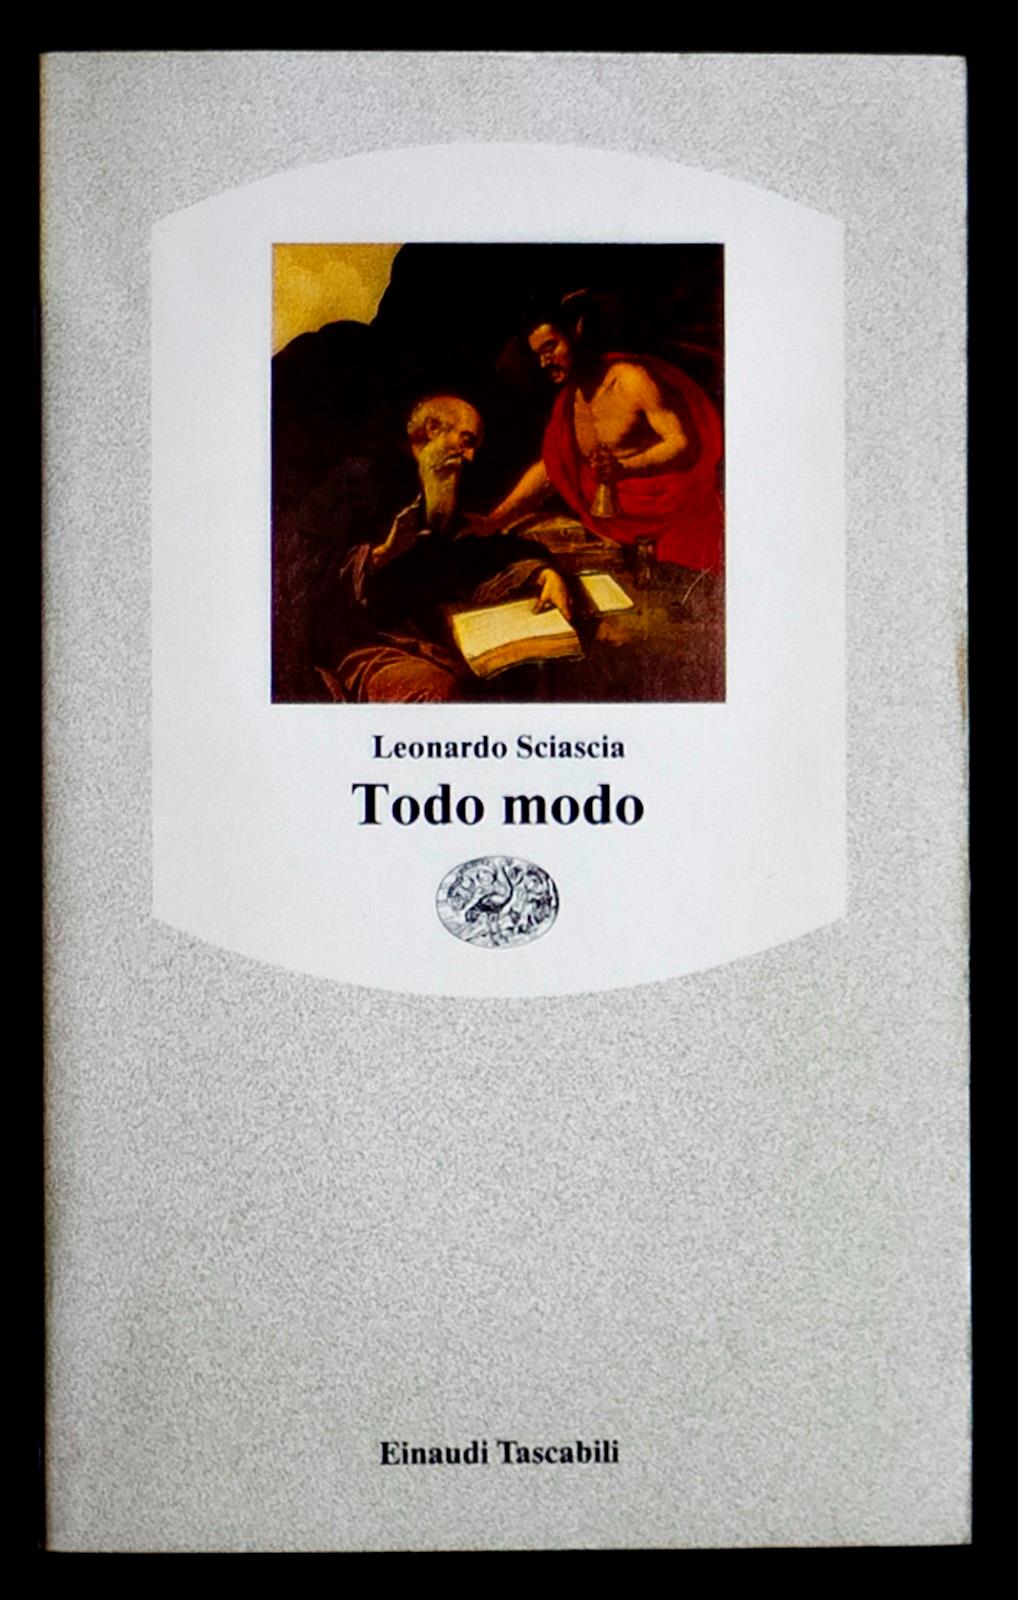 Leonardo Sciascia
Todo modo
Einaudi Tascabili